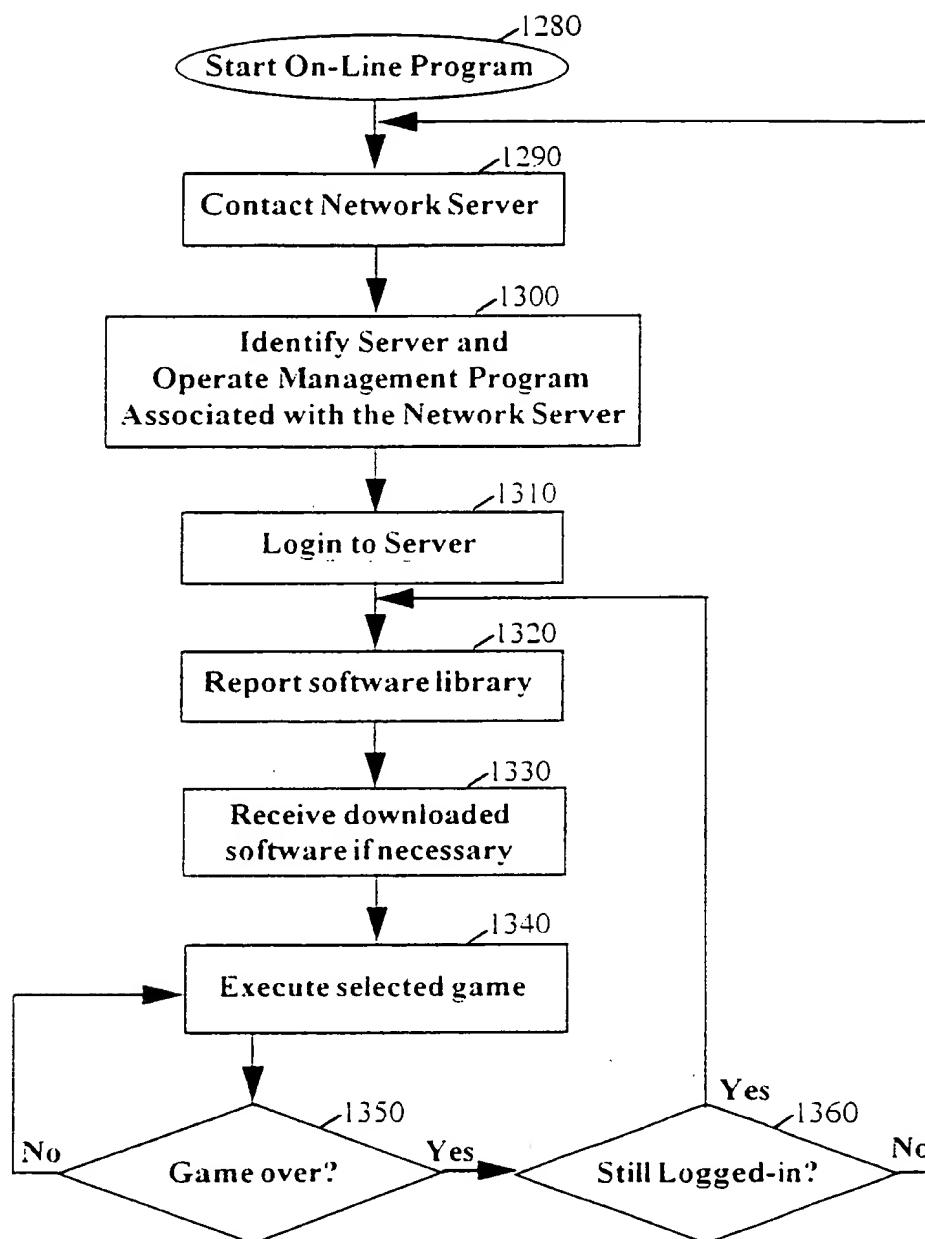 1280
Start On-Line Program
1290
Contact Network Server
1300
Identify Server and
Operate Management Program
Associated with the Network Server
1310
Login to Server
1320
Report software library
1330
Receive downloaded
software if necessary
1340
Execute selected game
1350
No
Game over?
Yes
Yes
1360
Still Logged-in?
No